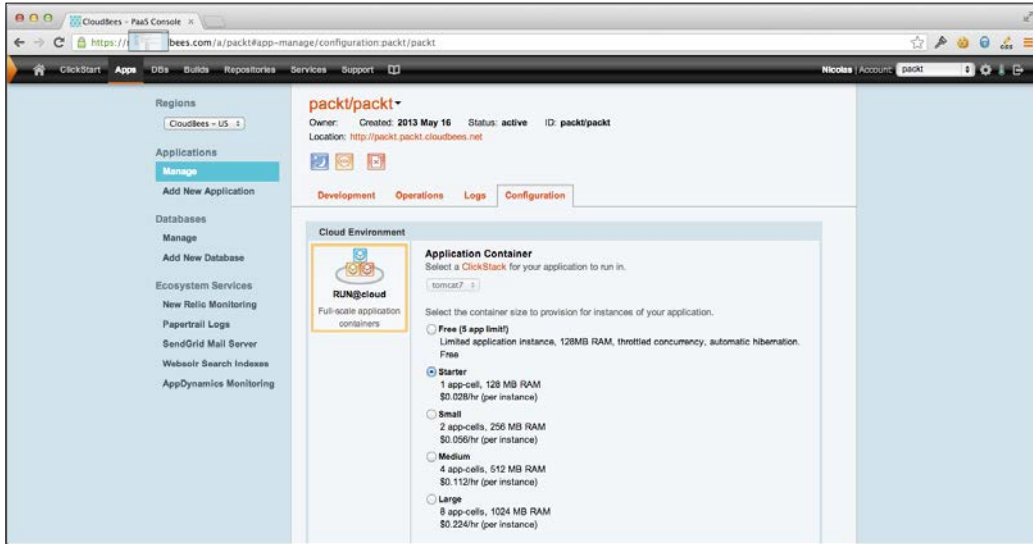 CloudBees - PaaS Console
https:// bees.com/a/packt#app-manage/configuration:packt/packt
ClickStart Apps DBs Builds Repositories Services Support Nicolas | Account: packt
Regions
CloudBees - US
Applications
Manage
Add New Application
Databases
Manage
Add New Database
Ecosystem Services
New Relic Monitoring
Papertrail Logs
SendGrid Mail Server
Websolr Search Indexes
AppDynamics Monitoring
packt/packt
Owner: Created: 2013 May 16 Status: active ID: packt/packt
Location: http://packt.packt.cloudbees.net
Development Operations Logs Configuration
Cloud Environment
RUN@cloud
Full-scale application
containers
Application Container
Select a ClickStack for your application to run in.
tomcat7
Select the container size to provision for instances of your application.
Free (5 app limit!)
Limited application instance, 128MB RAM, throttled concurrency, automatic hibernation.
Free
Starter
1 app-cell, 128 MB RAM
$0.028/hr (per instance)
Small
2 app-cells, 256 MB RAM
$0.056/hr (per instance)
Medium
4 app-cells, 512 MB RAM
$0.112/hr (per instance)
Large
8 app-cells, 1024 MB RAM
$0.224/hr (per instance)